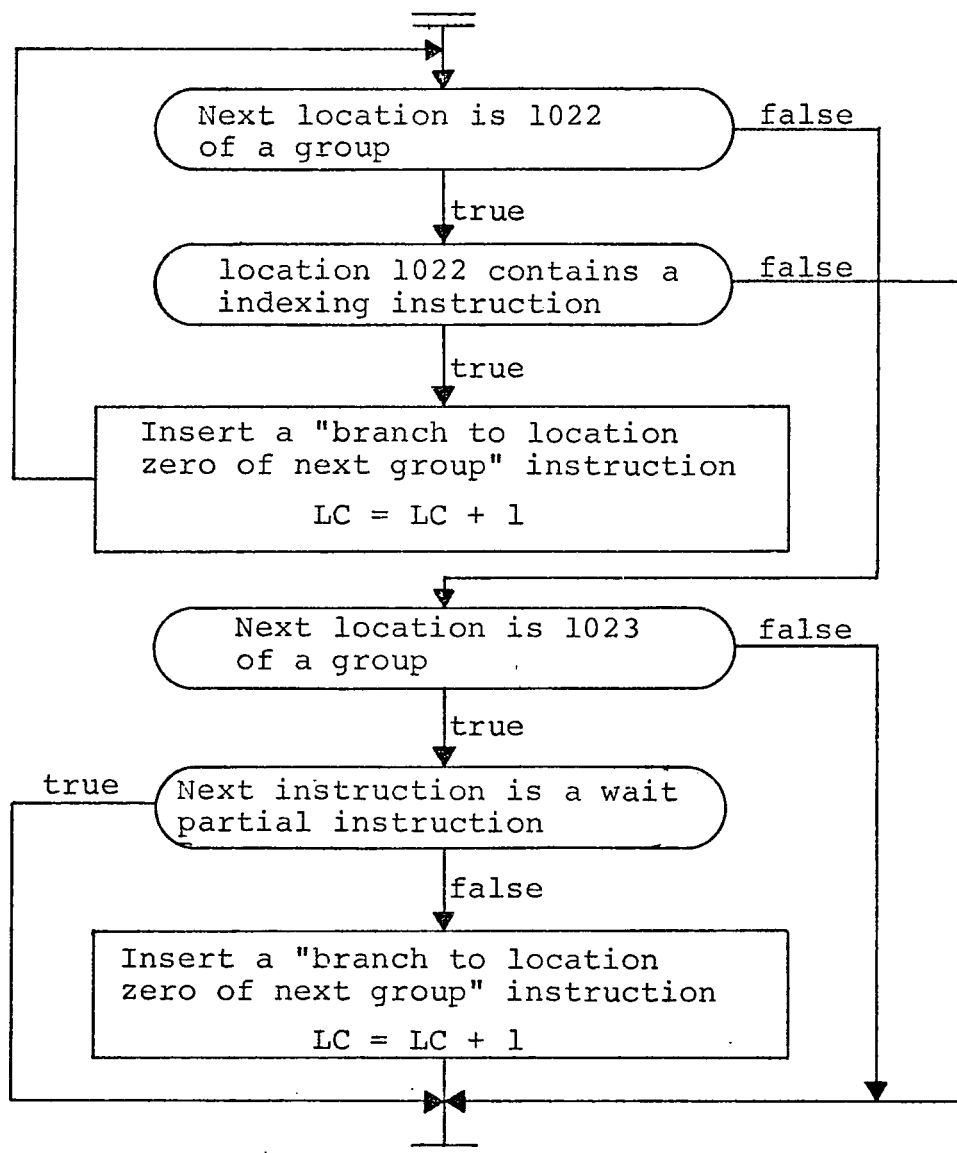 Next location is 1022
of a group
false
true
location 1022 contains a
indexing instruction
false
true
Insert a "branch to location
zero of next group" instruction
LC = LC + 1
Next location is 1023
of a group
false
true
true
Next instruction is a wait
partial instruction
false
Insert a "branch to location
zero of next group" instruction
LC = LC + 1